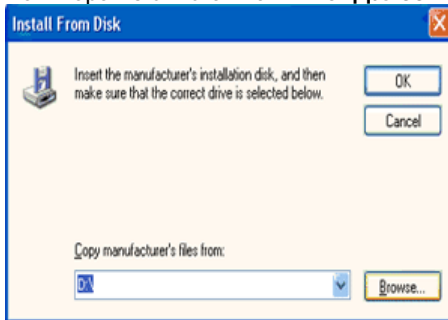 Install From Disk
Insert the manufacturer's installation disk, and then
make sure that the correct drive is selected below.
OK
Cancel
Copy manufacturer's files from:
D:\
Browse...